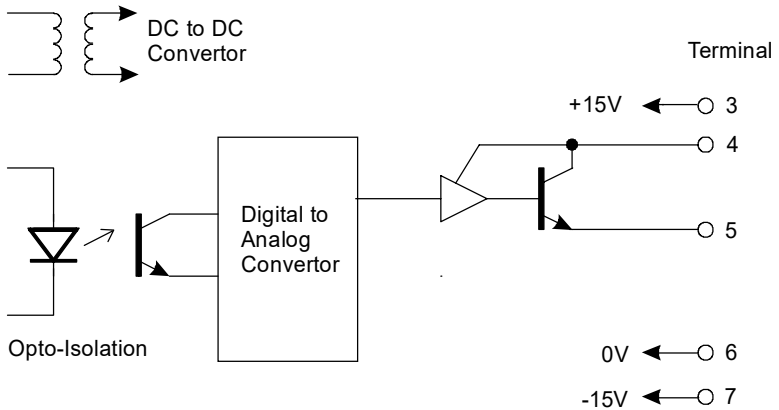 DC to DC
Convertor
Terminal
+15V
3
4
Digital to
Analog
Convertor
5
Opto-Isolation
0V
6
-15V
7